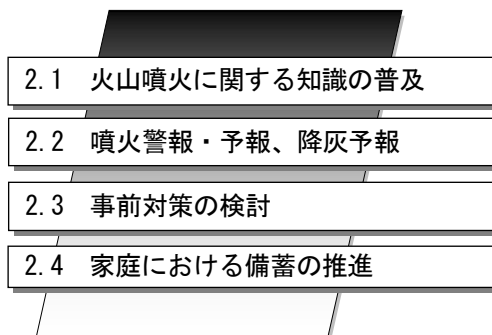 2.1 火山噴火に関する知識の普及
2.2 噴火警報・予報、降灰予報
2.3 事前対策の検討
2.4 家庭における備蓄の推進